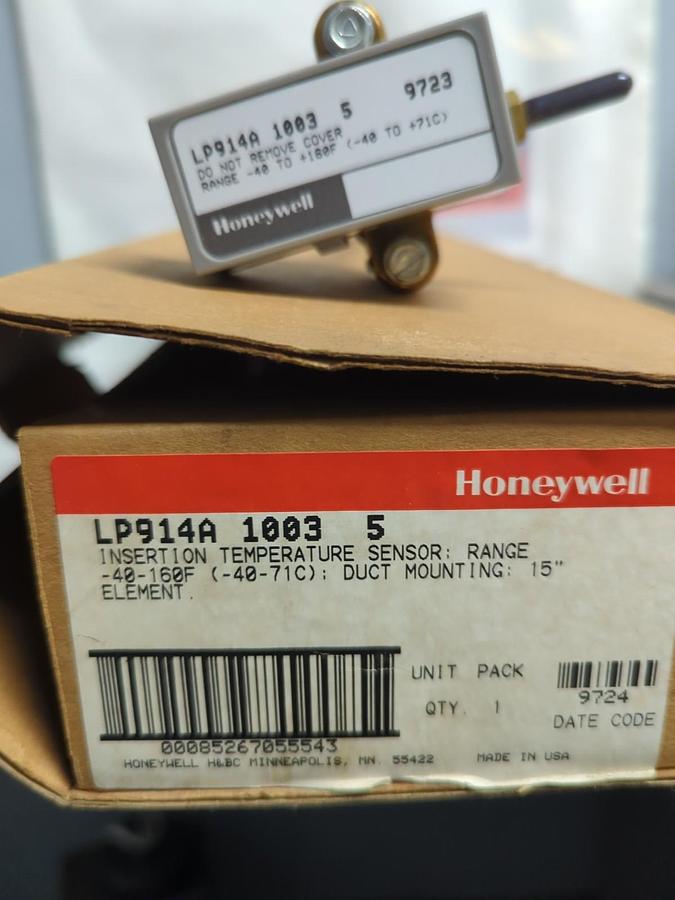 LP914A 1003 5 9723
DO NOT REMOVE COVER
RANGE -40 TO +180F (-40 TO +71C)
Honeywell
Honeywell
LP914A 1003 5
INSERTION TEMPERATURE SENSOR: RANGE
-40-160F (-40-71C); DUCT MOUNTING: 15"
ELEMENT.
UNIT PACK
QTY. 1
9724
DATE CODE
00085267055543
HONEYWELL H&BC MINNEAPOLIS, MN. 55422 MADE IN USA